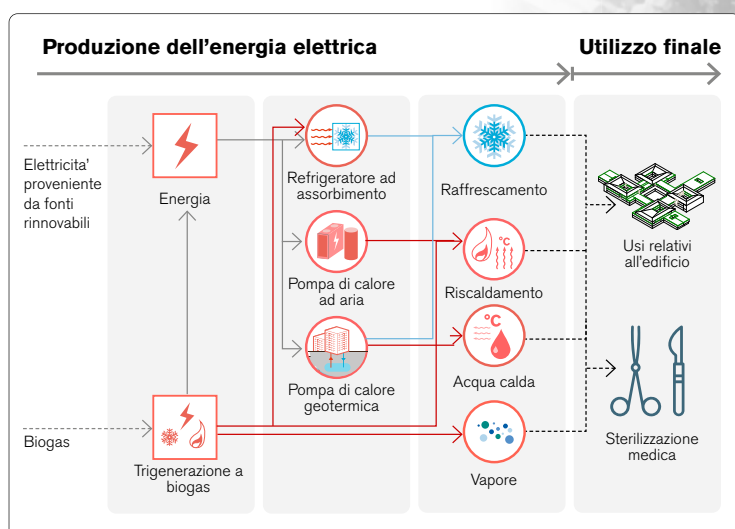 Produzione dell'energia elettrica
Utilizzo finale
Elettricita'
proveniente
da fonti
rinnovabili
Energia
Refrigeratore ad
assorbimento
Raffrescamento
Usi relativi
all'edificio
Pompa di calore
ad aria
°C
Riscaldamento
Pompa di calore
geotermica
°C
Acqua calda
Biogas
Trigenerazione a
biogas
Vapore
Sterilizzazione
medica